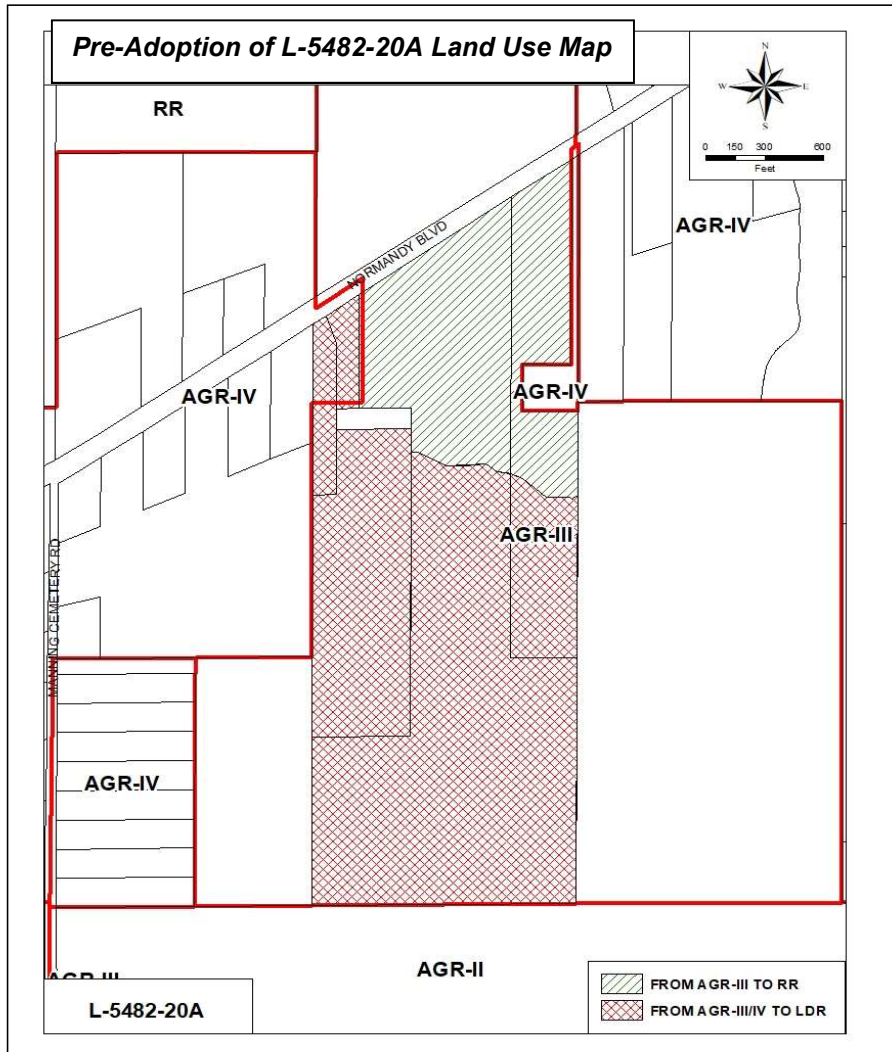 Pre-Adoption of L-5482-20A Land Use Map
N
W E
S
0 150 300 600
Feet
RR
AGR-IV
NORMANDY BLVD
AGR-IV
AGR-IV
AGR-III
MANNING CEMETERY RD
AGR-IV
AGR-II
AGR-III
L-5482-20A
FROM AGR-III TO RR
FROM AGR-III/IV TO LDR